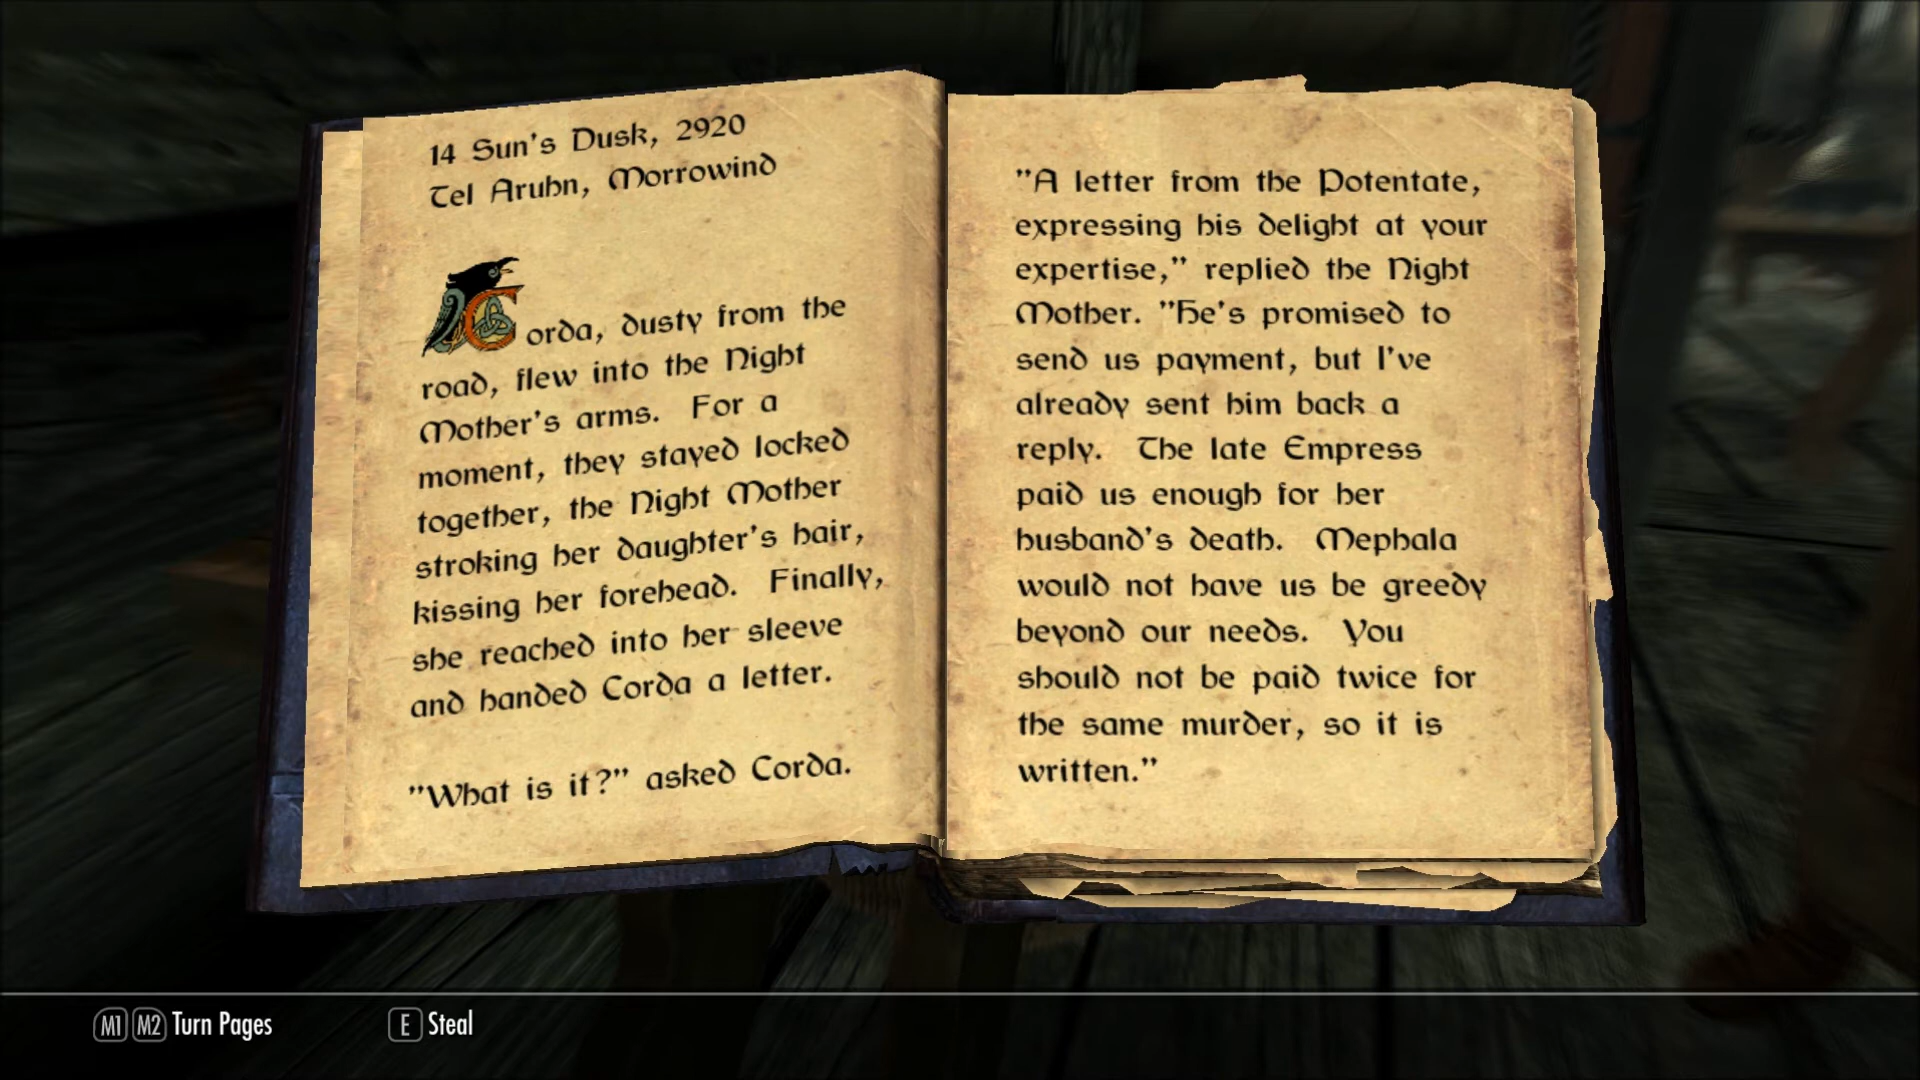 14 Sun's Dusk, 2920
Tel Aruhn, Morrowind
Corda, dusty from the
road, flew into the Night
Mother's arms. For a
moment, they stayed locked
together, the Night Mother
stroking her daughter's hair,
kissing her forehead. Finally,
she reached into her sleeve
and handed Corda a letter.
"What is it?" asked Corda.
"A letter from the Potentate,
expressing his delight at your
expertise," replied the Night
Mother. "He's promised to
send us payment, but I've
already sent him back a
reply. The late Empress
paid us enough for her
husband's death. Mephala
would not have us be greedy
beyond our needs. You
should not be paid twice for
the same murder, so it is
written."
M1 M2 Turn Pages
E Steal